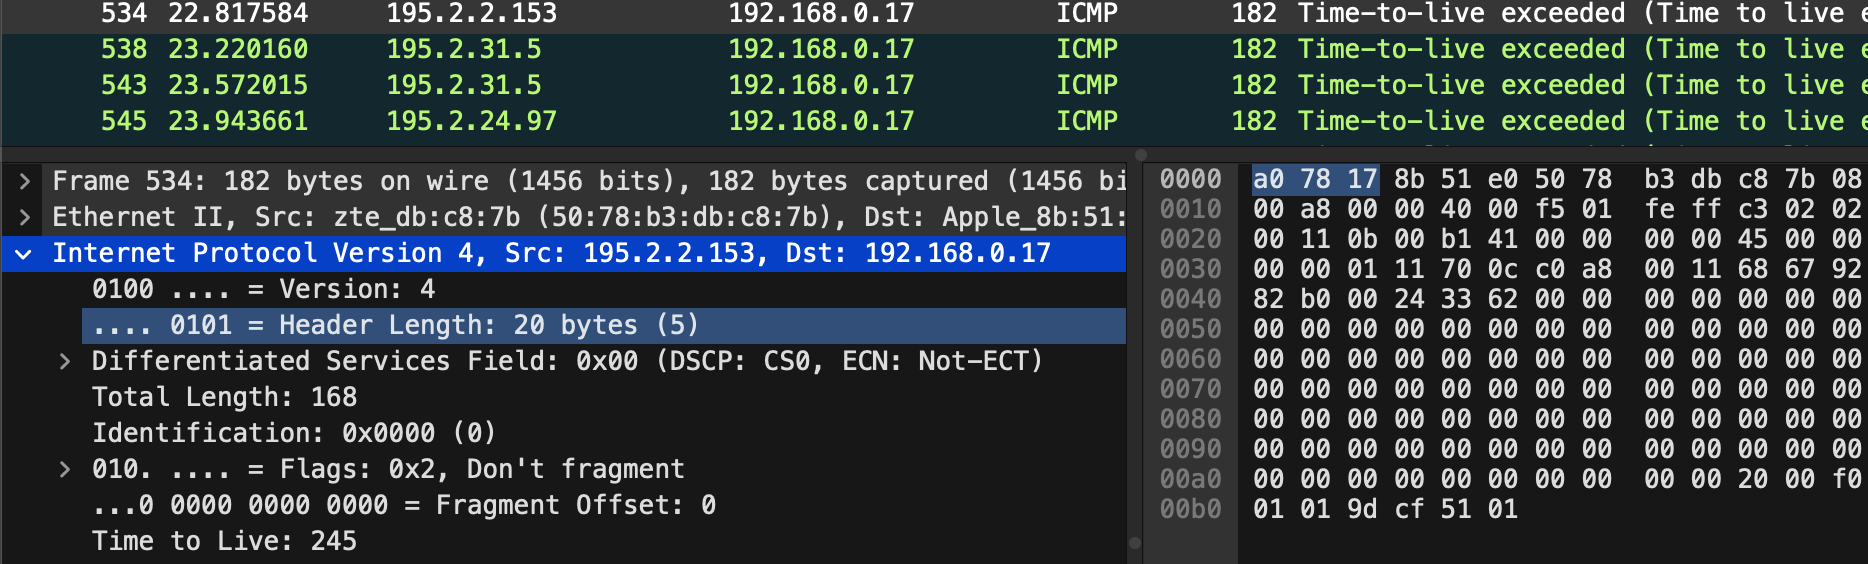 534 22.817584 195.2.2.153 192.168.0.17 ICMP 182 Time-to-live exceeded (Time to live e
538 23.220160 195.2.31.5 192.168.0.17 ICMP 182 Time-to-live exceeded (Time to live e
543 23.572015 195.2.31.5 192.168.0.17 ICMP 182 Time-to-live exceeded (Time to live e
545 23.943661 195.2.24.97 192.168.0.17 ICMP 182 Time-to-live exceeded (Time to live e
Frame 534: 182 bytes on wire (1456 bits), 182 bytes captured (1456 bi
Ethernet II, Src: zte_db:c8:7b (50:78:b3:db:c8:7b), Dst: Apple_8b:51:
Internet Protocol Version 4, Src: 195.2.2.153, Dst: 192.168.0.17
0100 .... = Version: 4
.... 0101 = Header Length: 20 bytes (5)
Differentiated Services Field: 0x00 (DSCP: CS0, ECN: Not-ECT)
Total Length: 168
Identification: 0x0000 (0)
010. .... = Flags: 0x2, Don't fragment
...0 0000 0000 0000 = Fragment Offset: 0
Time to Live: 245
0000 a0 78 17 8b 51 e0 50 78 b3 db c8 7b 08
0010 00 a8 00 00 40 00 f5 01 fe ff c3 02 02
0020 00 11 0b 00 b1 41 00 00 00 00 45 00 00
0030 00 00 01 11 70 0c c0 a8 00 11 68 67 92
0040 82 b0 00 24 33 62 00 00 00 00 00 00 00
0050 00 00 00 00 00 00 00 00 00 00 00 00 00
0060 00 00 00 00 00 00 00 00 00 00 00 00 00
0070 00 00 00 00 00 00 00 00 00 00 00 00 00
0080 00 00 00 00 00 00 00 00 00 00 00 00 00
0090 00 00 00 00 00 00 00 00 00 00 00 00 00
00a0 00 00 00 00 00 00 00 00 00 00 20 00 f0
00b0 01 01 9d cf 51 01